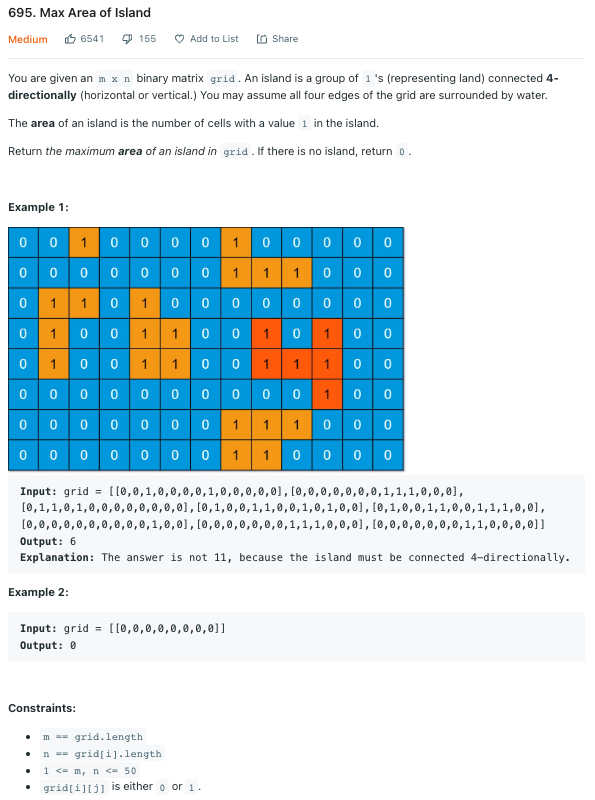 695. Max Area of Island
Medium 6541 155 Add to List Share
You are given an m x n binary matrix grid. An island is a group of 1's (representing land) connected 4-
directionally (horizontal or vertical.) You may assume all four edges of the grid are surrounded by water.
The area of an island is the number of cells with a value 1 in the island.
Return the maximum area of an island in grid. If there is no island, return 0.
Example 1:
0 0 1 0 0 0 0 1 0 0 0 0 0
0 0 0 0 0 0 0 1 1 1 0 0 0
0 1 1 0 1 0 0 0 0 0 0 0 0
0 1 0 0 1 1 0 0 1 0 1 0 0
0 1 0 0 1 1 0 0 1 1 1 0 0
0 0 0 0 0 0 0 0 0 0 1 0 0
0 0 0 0 0 0 0 1 1 1 0 0 0
0 0 0 0 0 0 0 1 1 0 0 0 0
Input: grid = [[0,0,1,0,0,0,0,1,0,0,0,0,0],[0,0,0,0,0,0,0,1,1,1,0,0,0],
[0,1,1,0,1,0,0,0,0,0,0,0,0],[0,1,0,0,1,1,0,0,1,0,1,0,0],[0,1,0,0,1,1,0,0,1,1,1,0,0],
[0,0,0,0,0,0,0,0,0,0,1,0,0],[0,0,0,0,0,0,0,1,1,1,0,0,0],[0,0,0,0,0,0,0,1,1,0,0,0,0]]
Output: 6
Explanation: The answer is not 11, because the island must be connected 4-directionally.
Example 2:
Input: grid = [[0,0,0,0,0,0,0,0]]
Output: 0
Constraints:
• m == grid.length
• n == grid[i].length
• 1 <= m, n <= 50
• grid[i][j] is either 0 or 1.